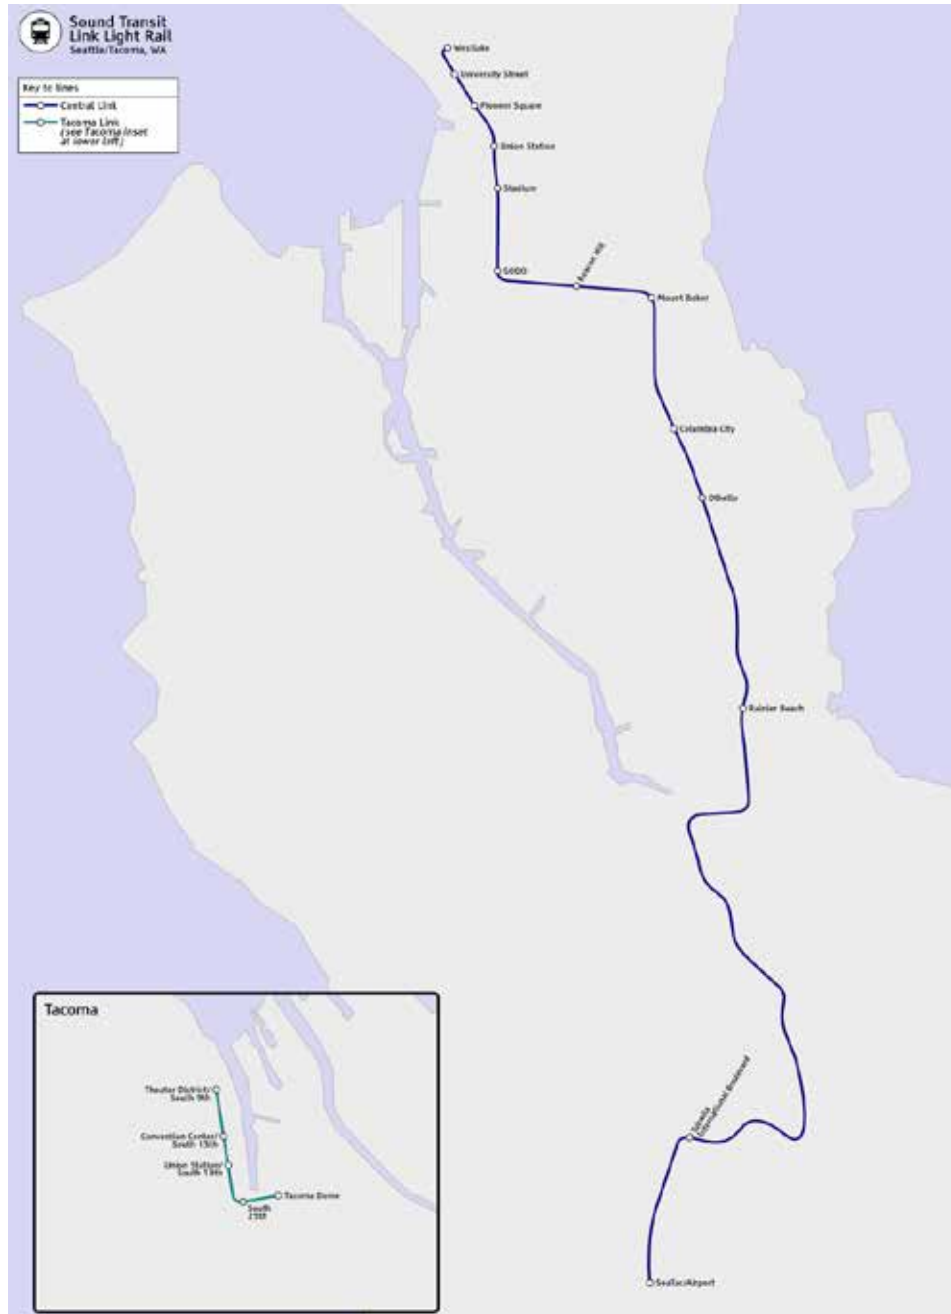 Sound Transit
Link Light Rail
Seattle/Tacoma, WA
Key to lines
Central Link
Tacoma Link
(see Tacoma inset
at lower left)
Westlake
University Street
Pioneer Square
Union Station
Stadium
SODO
Beacon Hill
Mount Baker
Columbia City
Othello
Rainier Beach
Tukwila
International Boulevard
SeaTac/Airport
Tacoma
Theater District/
South 9th
Convention Center/
South 15th
Union Station/
South 19th
South
25th
Tacoma Dome